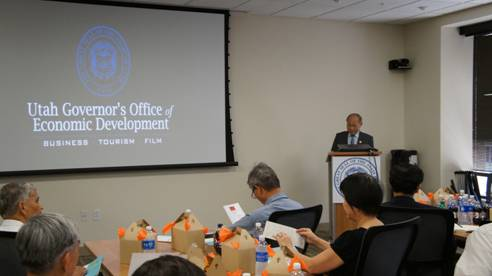 Utah Governor's Office of
Economic Development
BUSINESS TOURISM FILM